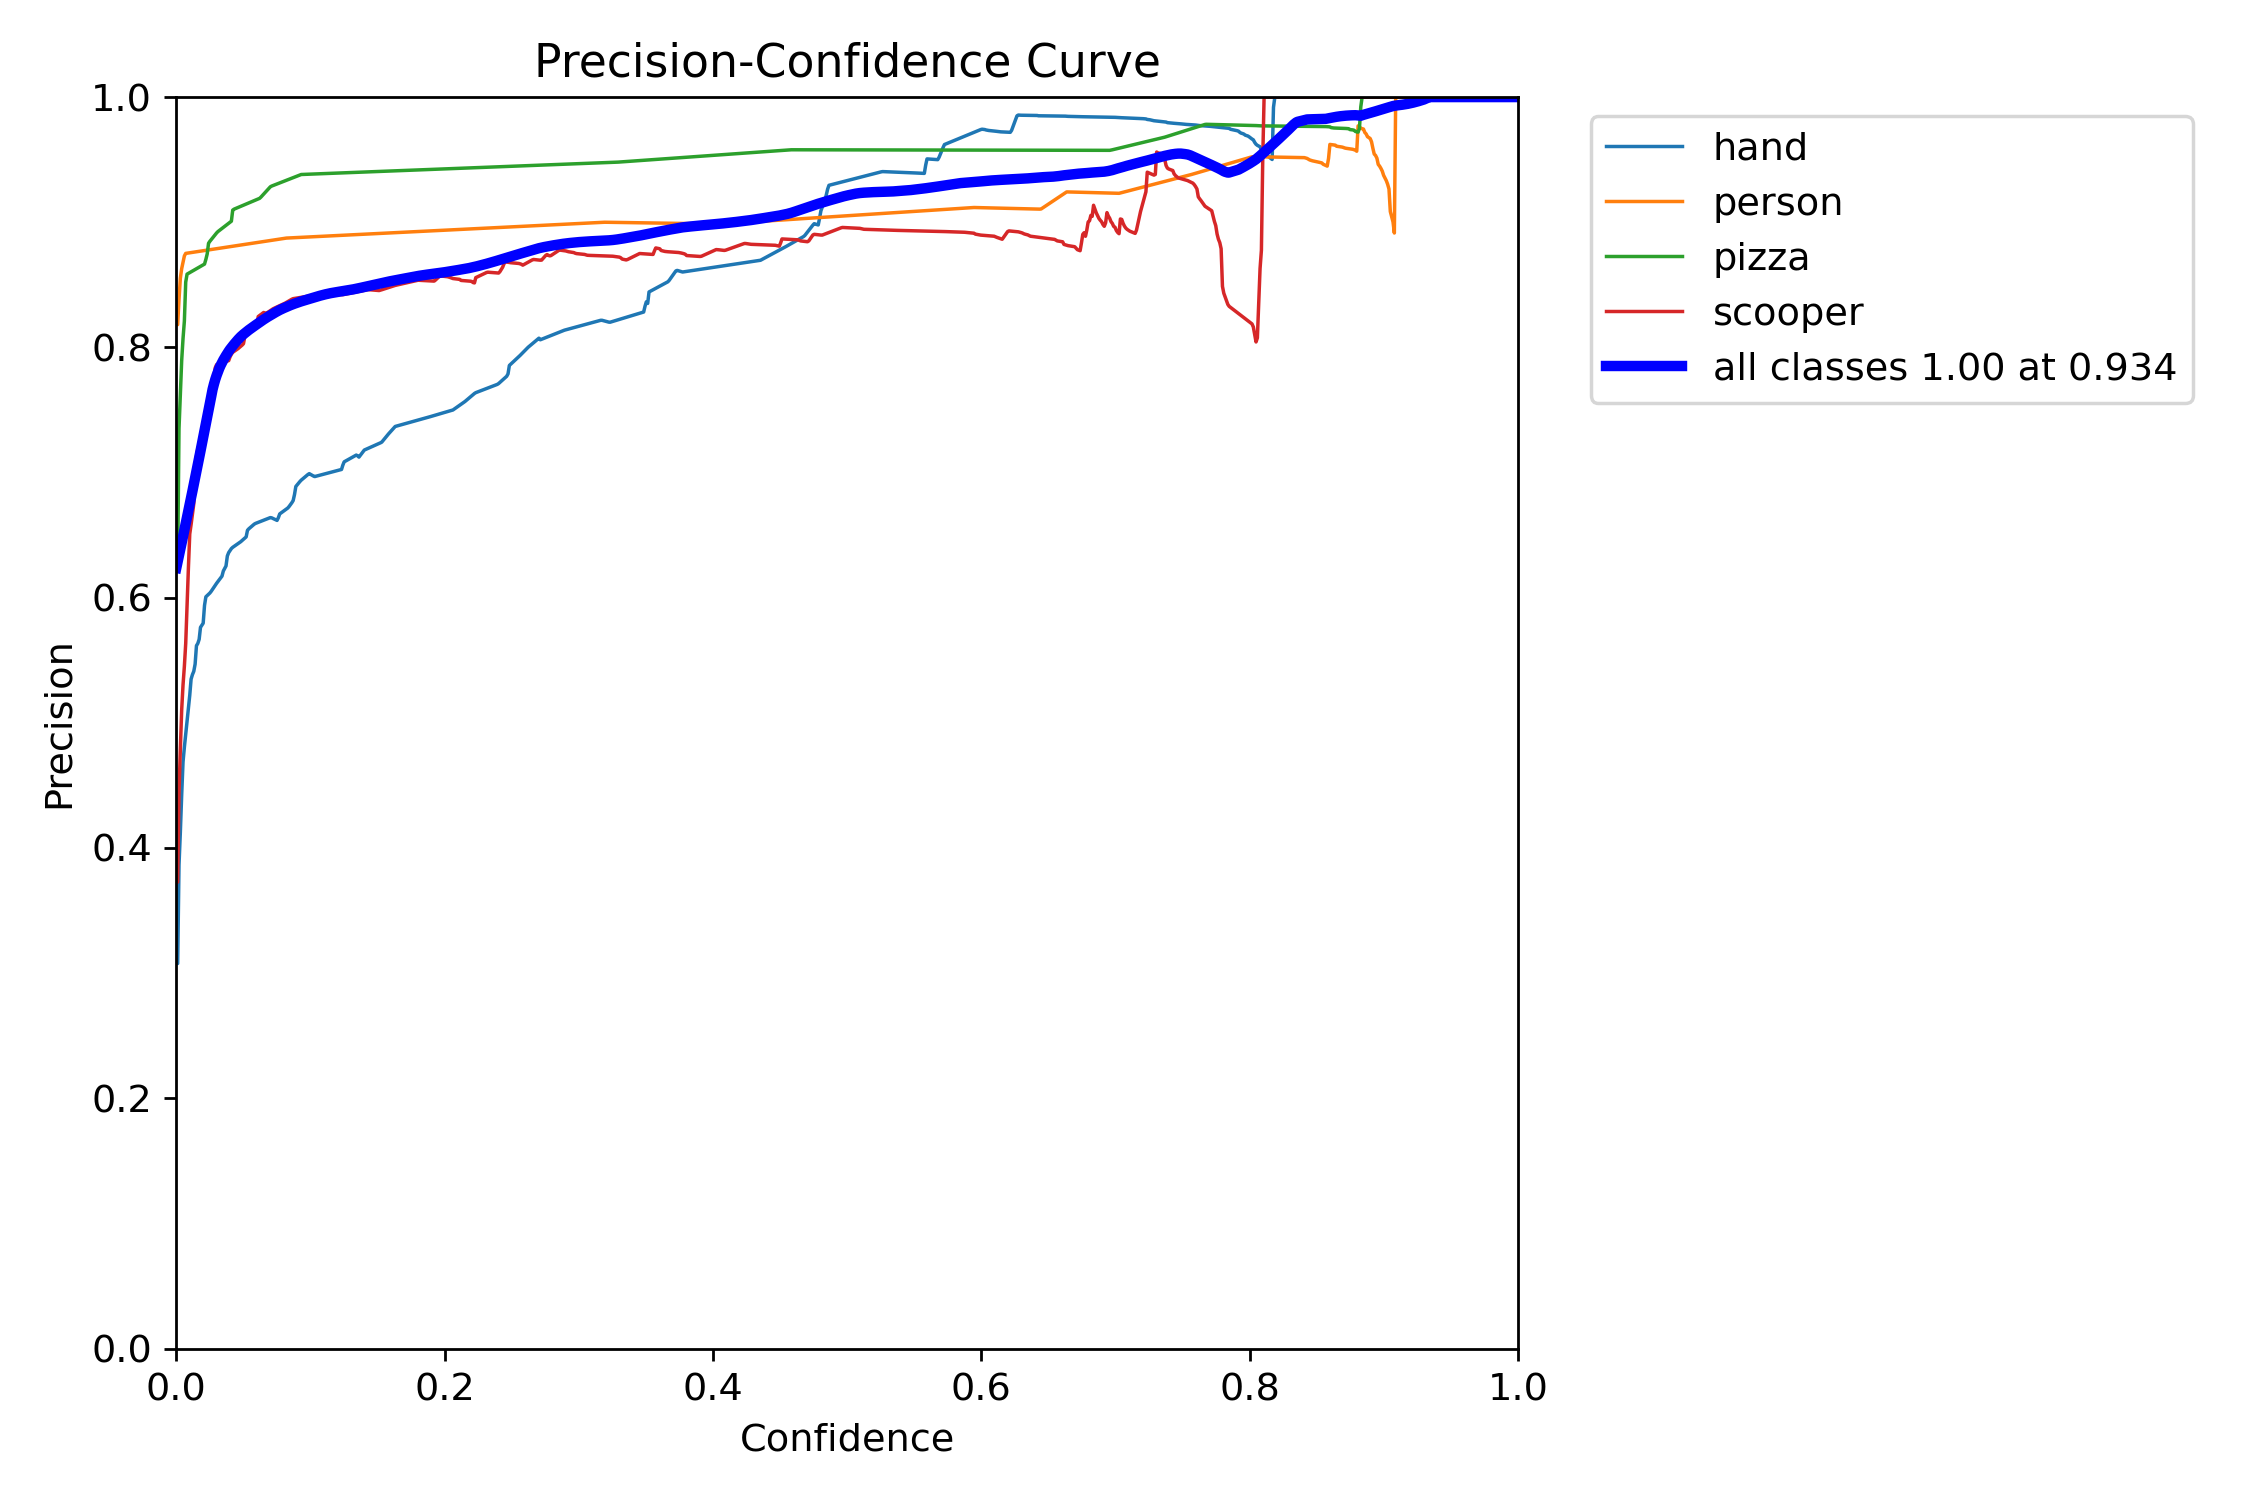 Precision-Confidence Curve
1.0
0.8
0.6
0.4
0.2
0.0
Precision
0.0 0.2 0.4 0.6 0.8 1.0
Confidence
hand
person
pizza
scooper
all classes 1.00 at 0.934